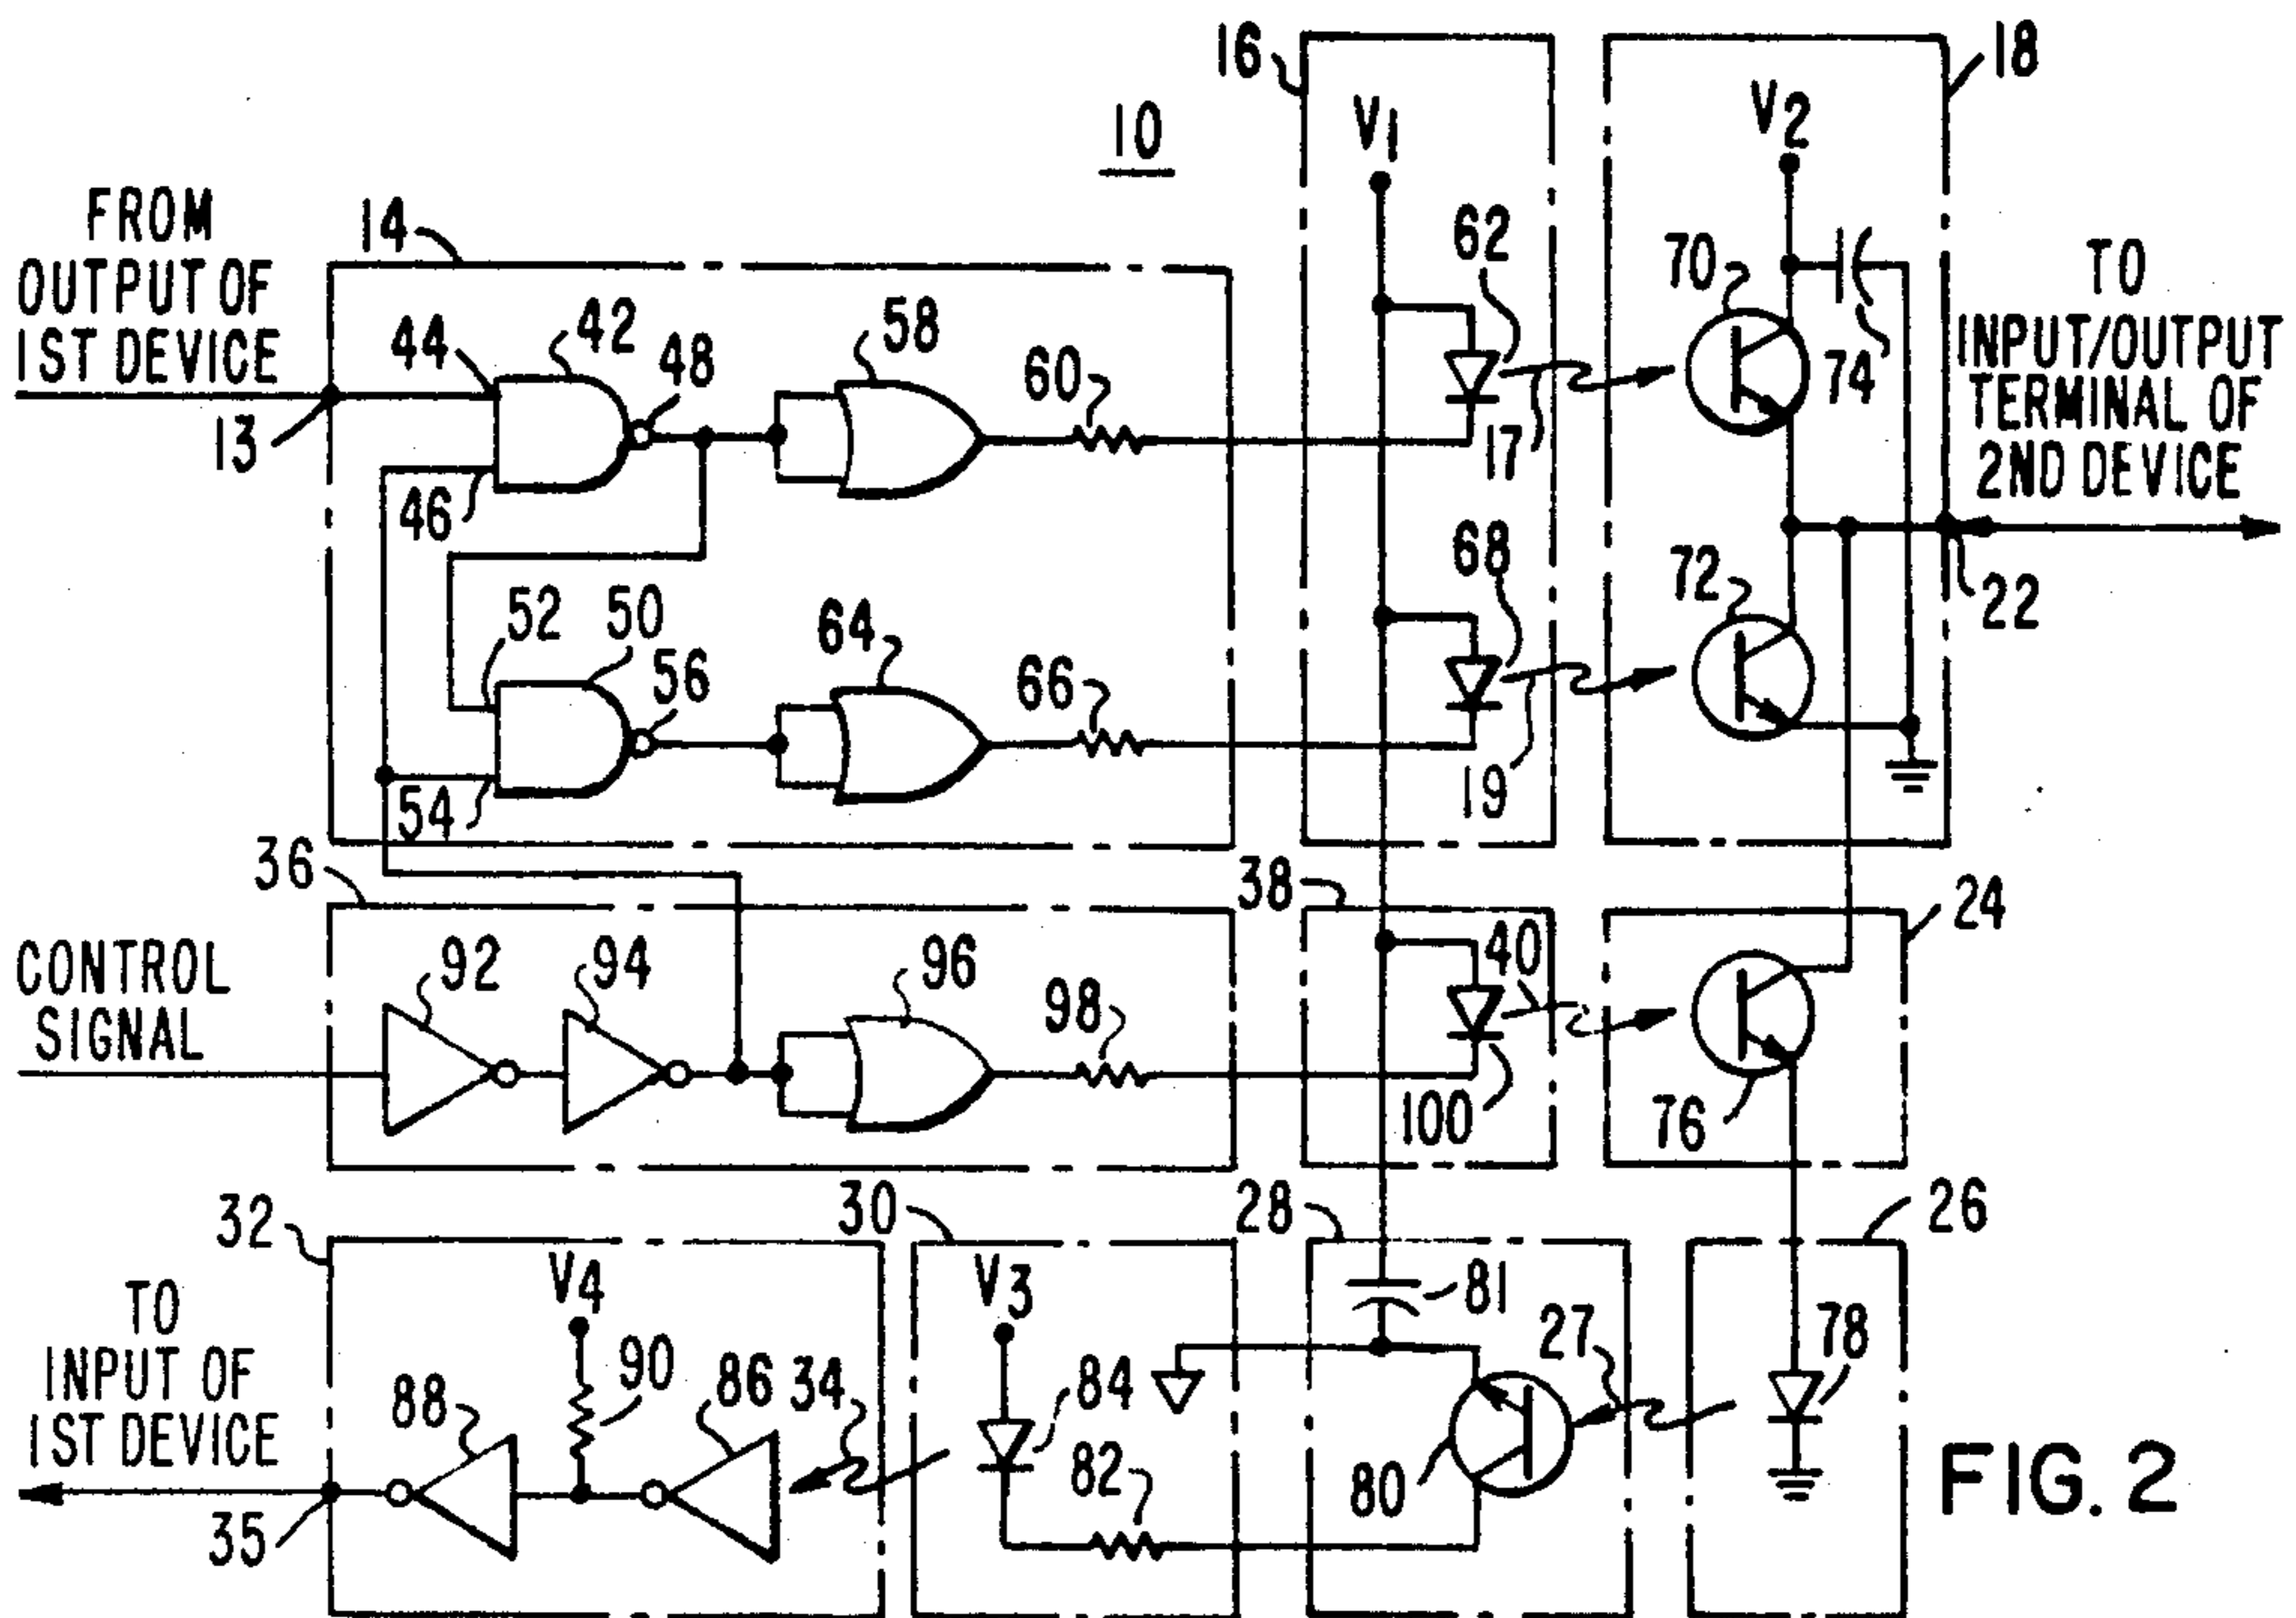 16
18
10
V1
V2
FROM
OUTPUT OF
1ST DEVICE
14
62
70
TO
INPUT/OUTPUT
TERMINAL OF
2ND DEVICE
44
42
48
58
60
74
13
46
17
68
72
22
52
50
56
64
66
54
19
36
38
24
CONTROL
SIGNAL
92
94
96
98
40
100
76
32
30
28
26
TO
INPUT OF
1ST DEVICE
V4
V3
81
27
78
88
90
86
34
84
82
80
35
FIG. 2